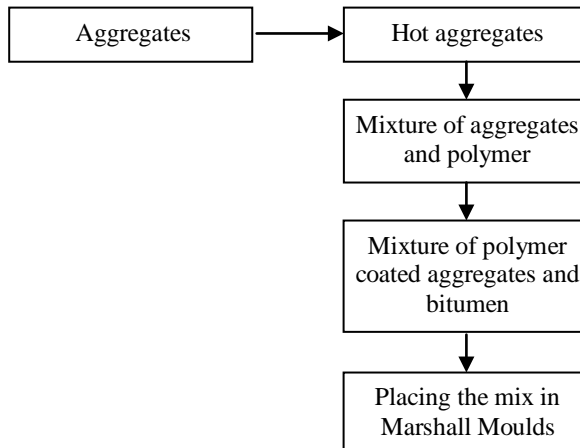 Aggregates
Hot aggregates
Mixture of aggregates
and polymer
Mixture of polymer
coated aggregates and
bitumen
Placing the mix in
Marshall Moulds